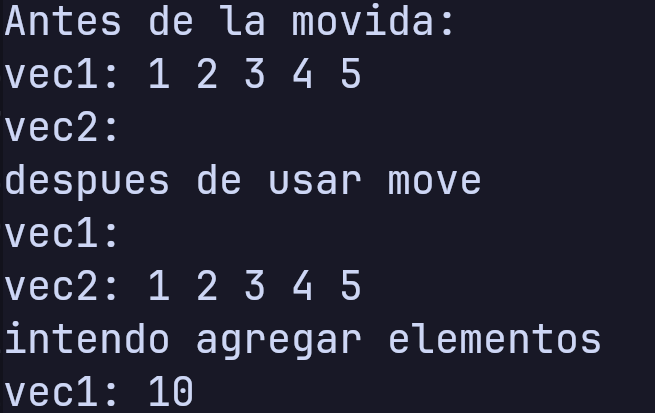 Antes de la movida:
vec1: 1 2 3 4 5
vec2:
despues de usar move
vec1:
vec2: 1 2 3 4 5
intendo agregar elementos
vec1: 10